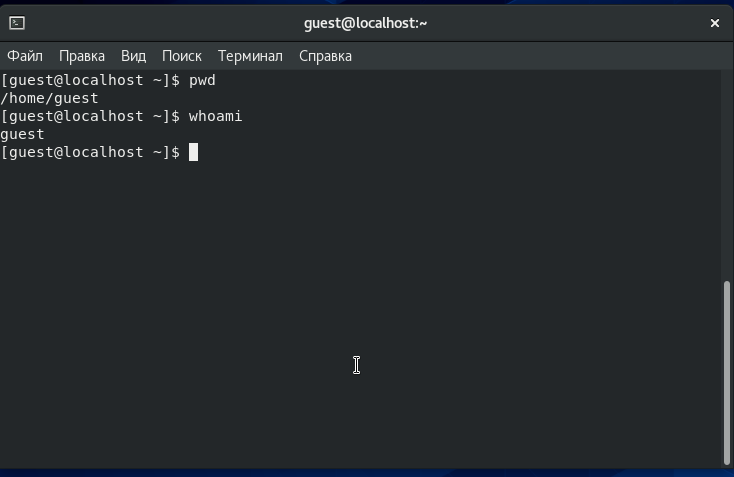 guest@localhost:~
Файл Правка Вид Поиск Терминал Справка
[guest@localhost ~]$ pwd
/home/guest
[guest@localhost ~]$ whoami
guest
[guest@localhost ~]$